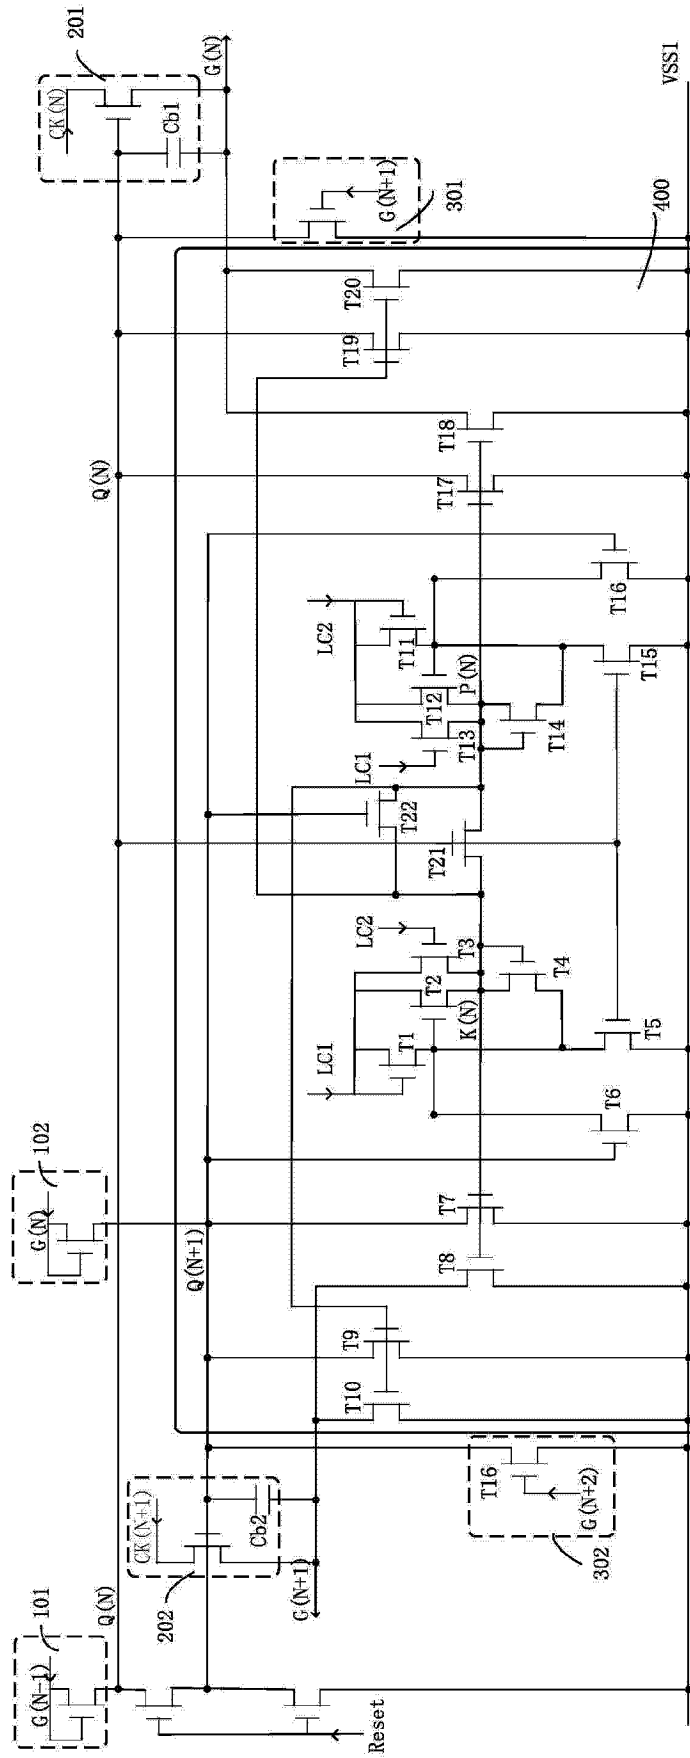 201
CK(N)
G(N)
Cb1
VSS1
G(N+1)
301
400
T20
T19
Q(N)
T18
T17
T16
LC2
T11
T12
P(N)
T15
T14
T13
LC1
T22
T21
LC2
T3
T2
K(N)
T4
T5
LC1
T1
T6
102
G(N)
T7
Q(N+1)
T8
T9
T10
T16
G(N+2)
302
CK(N+1)
Cb2
G(N+1)
202
Q(N)
101
G(N-1)
Reset